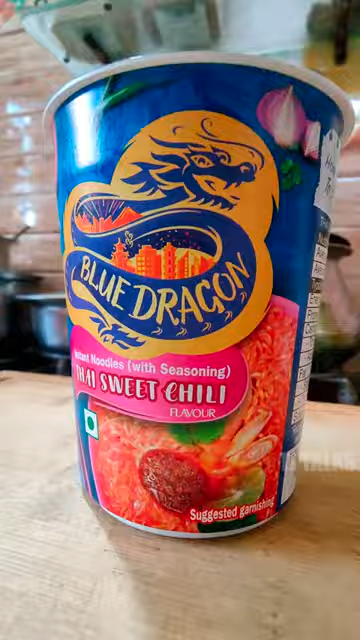 BLUE DRAGON
Instant Noodles (with Seasoning)
THAI SWEET CHILI
FLAVOUR
Suggested garnishing